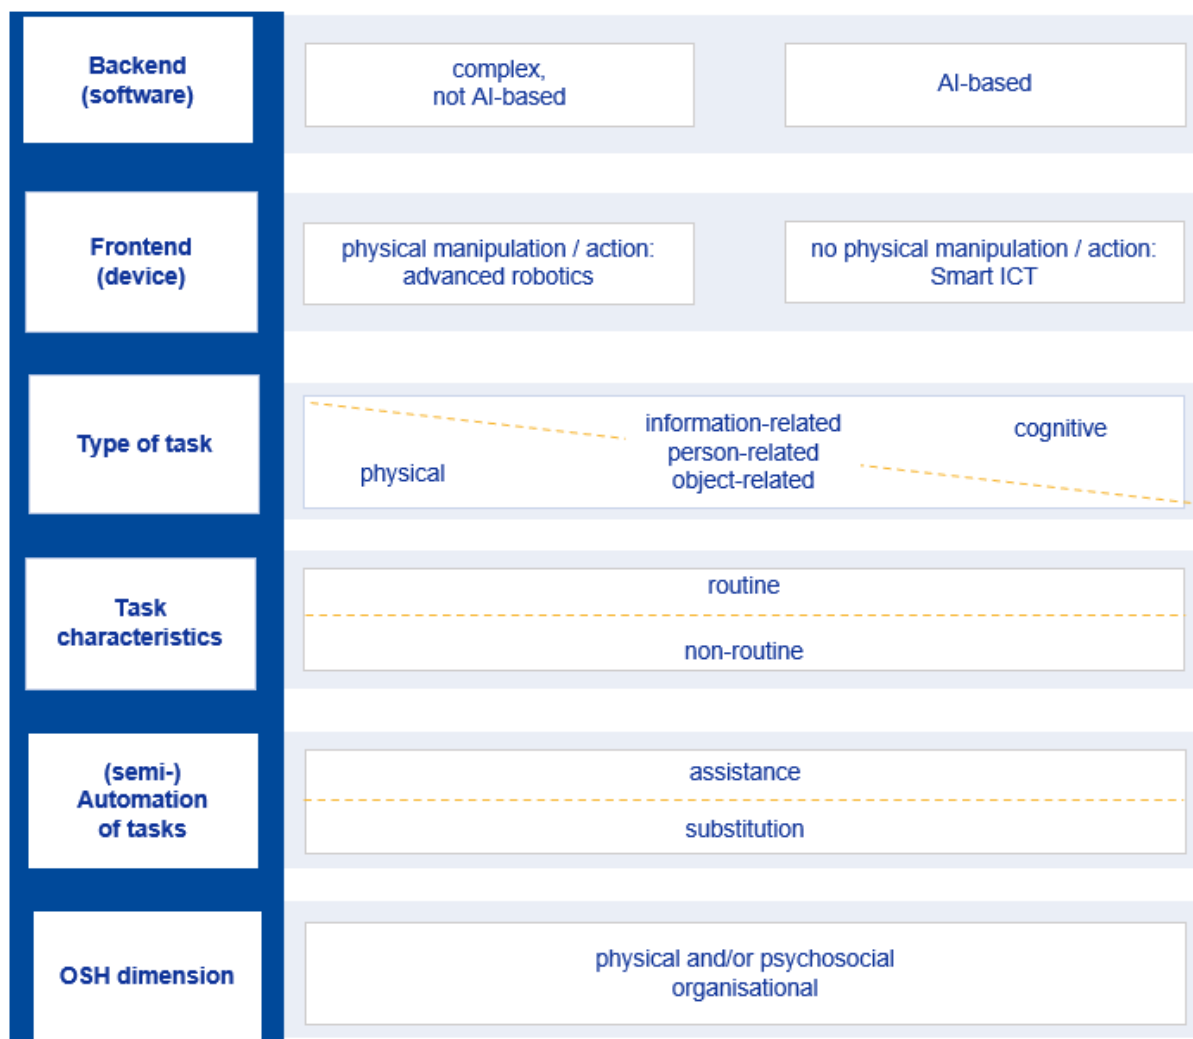 Backend
(software)
complex,
not AI-based
AI-based
Frontend
(device)
physical manipulation / action:
advanced robotics
no physical manipulation / action:
Smart ICT
Type of task
physical
information-related
person-related
object-related
cognitive
Task
characteristics
routine
non-routine
(semi-)
Automation
of tasks
assistance
substitution
OSH dimension
physical and/or psychosocial
organisational